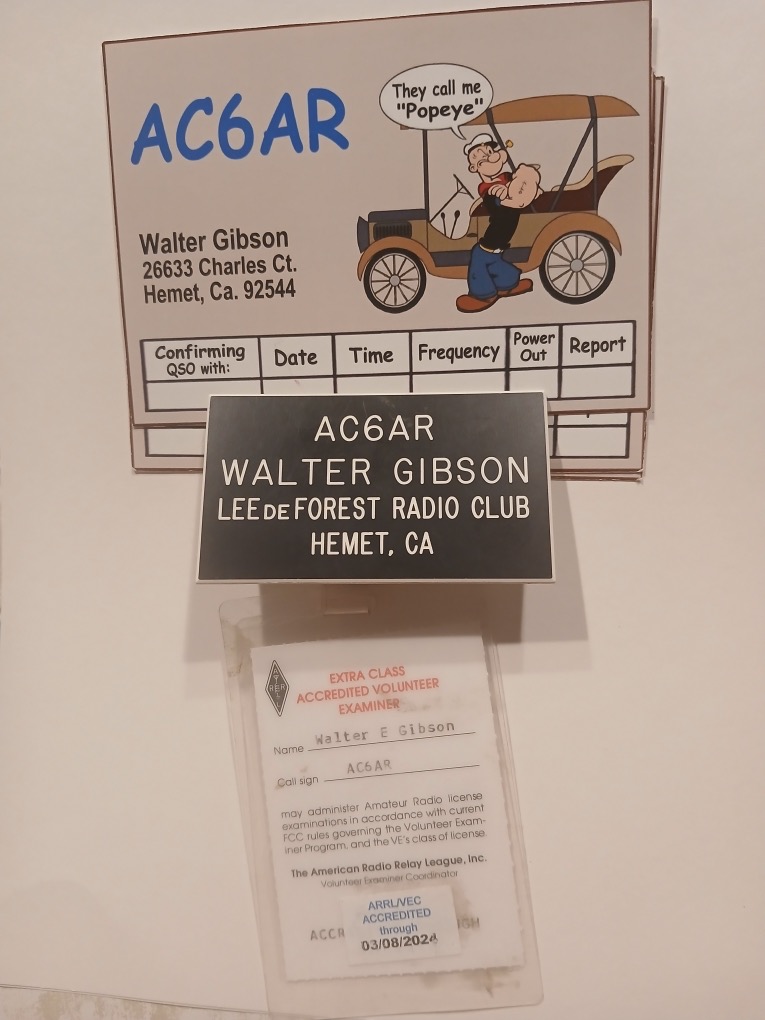 AC6AR
They call me
"Popeye"
Walter Gibson
26633 Charles Ct.
Hemet, Ca. 92544
Confirming QSO with: Date Time Frequency Power Out Report
AC6AR
WALTER GIBSON
LEE DE FOREST RADIO CLUB
HEMET, CA
EXTRA CLASS
ACCREDITED VOLUNTEER
EXAMINER
Name Walter E Gibson
Call sign AC6AR
may administer Amateur Radio license
examinations in accordance with current
FCC rules governing the Volunteer Exam-
iner Program, and the VE's class of license.
The American Radio Relay League, Inc.
Volunteer Examiner Coordinator
ARRL/VEC
ACCREDITED
through
03/08/2024